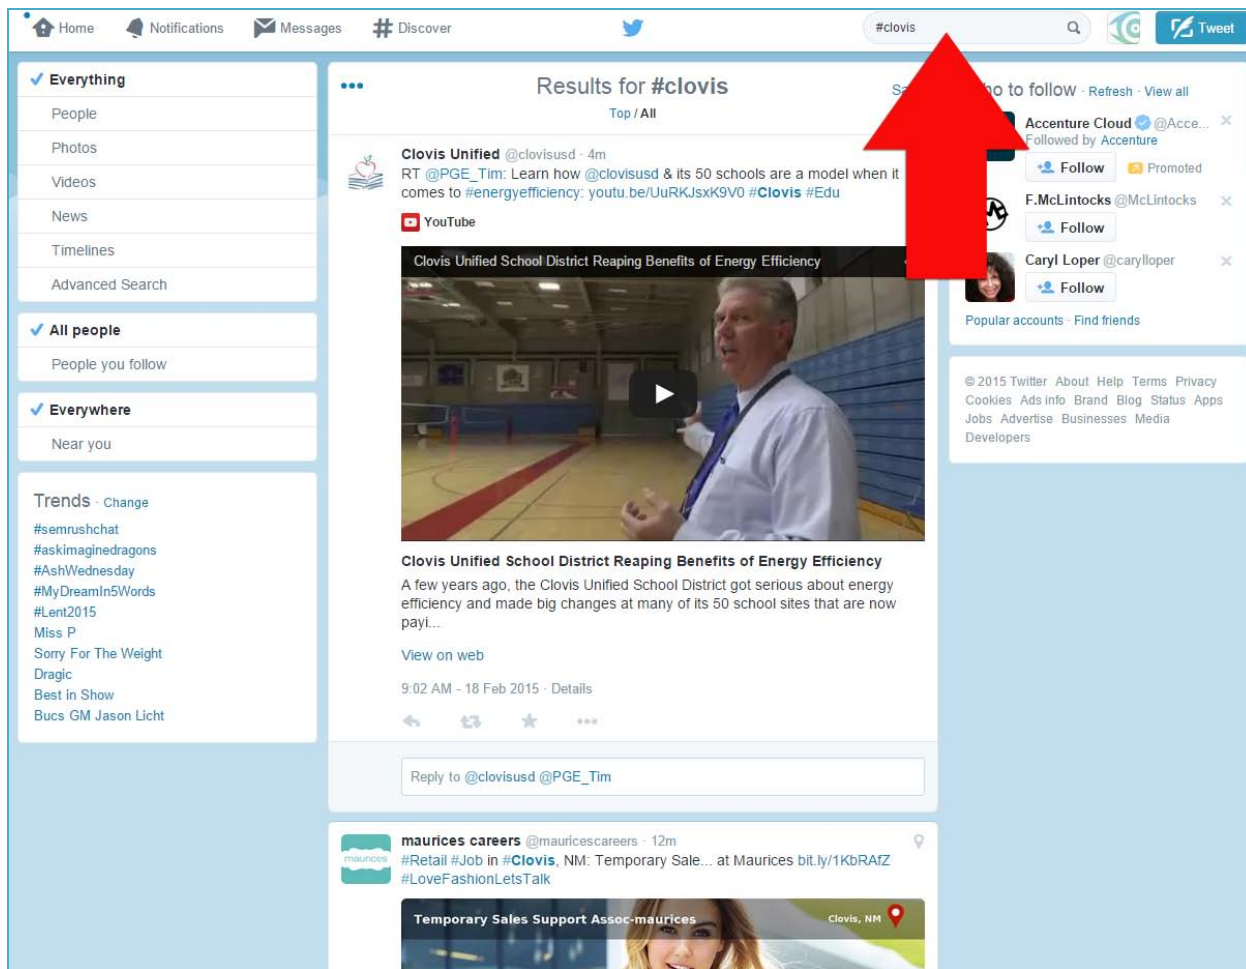 Home Notifications Messages # Discover #clovis Tweet
Everything
People
Photos
Videos
News
Timelines
Advanced Search
All people
People you follow
Everywhere
Near you
Trends · Change
#semrushchat
#askimaginedragons
#AshWednesday
#MyDreamIn5Words
#Lent2015
Miss P
Sorry For The Weight
Dragic
Best in Show
Bucs GM Jason Licht
Results for #clovis
Top / All
Clovis Unified @clovisusd · 4m
RT @PGE_Tim: Learn how @clovisusd & its 50 schools are a model when it
comes to #energyefficiency: youtu.be/UuRKJsxK9V0 #Clovis #Edu
YouTube
Clovis Unified School District Reaping Benefits of Energy Efficiency
Clovis Unified School District Reaping Benefits of Energy Efficiency
A few years ago, the Clovis Unified School District got serious about energy
efficiency and made big changes at many of its 50 school sites that are now
payi...
View on web
9:02 AM - 18 Feb 2015 · Details
Reply to @clovisusd @PGE_Tim
maurices careers @mauricescareers · 12m
maurices
#Retail #Job in #Clovis, NM: Temporary Sale... at Maurices bit.ly/1KbRAfZ
#LoveFashionLetsTalk
Temporary Sales Support Assoc-maurices Clovis, NM
to follow · Refresh · View all
Accenture Cloud @Acce...
Followed by Accenture
Follow Promoted
F.McLintocks @McLintocks
Follow
Caryl Loper @carylloper
Follow
Popular accounts · Find friends
© 2015 Twitter About Help Terms Privacy
Cookies Ads info Brand Blog Status Apps
Jobs Advertise Businesses Media
Developers